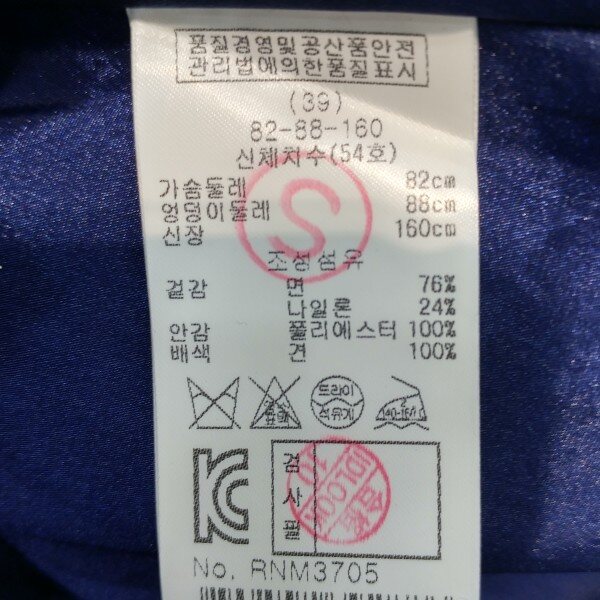 품질경영및공산품안전
관리법에의한품질표시
(39)
82-88-160
신체치수(54호)
가슴둘레 82cm
엉덩이둘레 88cm
신장 160cm
S
조성섬유
겉감 면 76%
나일론 24%
안감 폴리에스터 100%
배색 견 100%
드라이
석유계
검
사
필
No. RNM3705